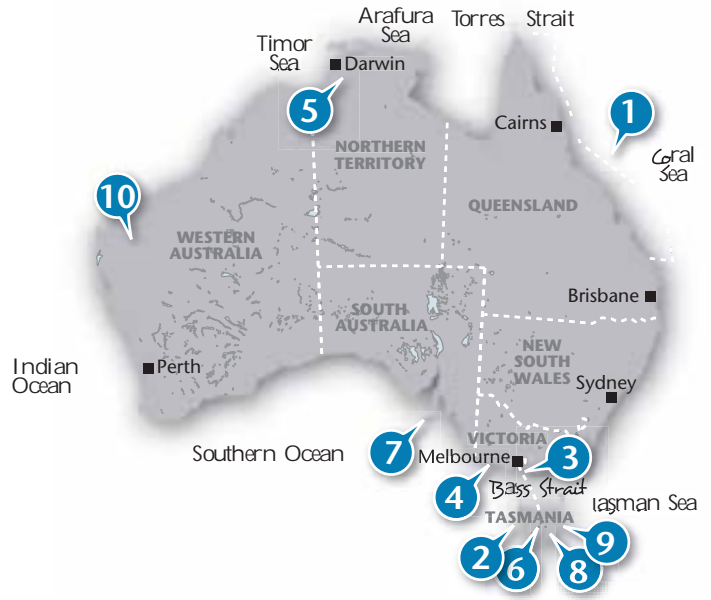 Arafura
Sea
Torres
Strait
Timor
Sea
Darwin
5
1
Cairns
Coral
Sea
NORTHERN
TERRITORY
10
QUEENSLAND
WESTERN
AUSTRALIA
Brisbane
SOUTH
AUSTRALIA
NEW
SOUTH
WALES
Indian
Ocean
Perth
Sydney
7
VICTORIA
Southern Ocean
Melbourne
3
4
Bass Strait
Tasman Sea
TASMANIA
2
6
8
9